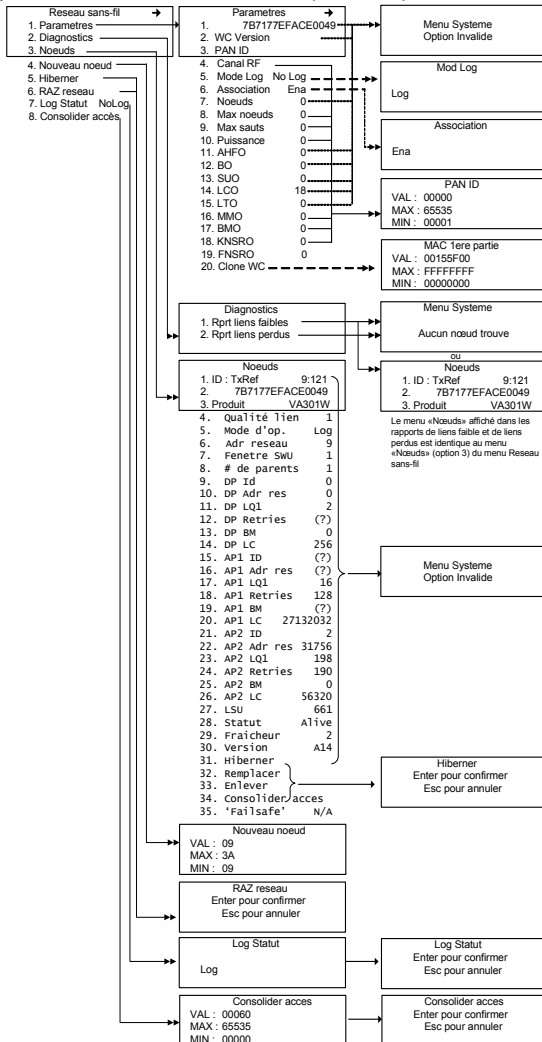 Reseau sans-fil →
1. Parametres
2. Diagnostics
3. Noeuds
4. Nouveau noeud
5. Hiberner
6. RAZ reseau
7. Log Statut NoLog
8. Consolider accès
Parametres →
1. 7B7177EFACE0049
2. WC Version
3. PAN ID
4. Canal RF
5. Mode Log No Log
6. Association Ena
7. Noeuds 0
8. Max noeuds 0
9. Max sauts 0
10. Puissance 0
11. AHFO 0
12. BO 0
13. SUO 0
14. LCO 18
15. LTO 0
16. MMO 0
17. BMO 0
18. KNSRO 0
19. FNSRO 0
20. Clone WC
Menu Systeme
Option Invalide
Mod Log
Log
Association
Ena
PAN ID
VAL : 00000
MAX : 65535
MIN : 00001
MAC 1ere partie
VAL : 00155F00
MAX : FFFFFFFF
MIN : 00000000
Diagnostics
1. Rprt liens faibles
2. Rprt liens perdus
Menu Systeme
Aucun nœud trouve
ou
Noeuds
1. ID : TxRef 9:121
2. 7B7177EFACE0049
3. Produit VA301W
Le menu «Nœuds» affiché dans les
rapports de liens faible et de liens
perdus est identique au menu
«Nœuds» (option 3) du menu Reseau
sans-fil
Noeuds
1. ID : TxRef 9:121
2. 7B7177EFACE0049
3. Produit VA301W
4. Qualité lien 1
5. Mode d'op. Log
6. Adr reseau 9
7. Fenetre SWU 1
8. # de parents 1
9. DP Id 0
10. DP Adr res 0
11. DP LQ1 2
12. DP Retries (?)
13. DP BM 0
14. DP LC 256
15. AP1 ID (?)
16. AP1 Adr res (?)
17. AP1 LQ1 16
18. AP1 Retries 128
19. AP1 BM (?)
20. AP1 LC 27132032
21. AP2 ID 2
22. AP2 Adr res 31756
23. AP2 LQ1 198
24. AP2 Retries 190
25. AP2 BM 0
26. AP2 LC 56320
27. LSU 661
28. Statut Alive
29. Fraicheur 2
30. Version A14
31. Hiberner
32. Remplacer
33. Enlever
34. Consolider acces
35. 'Failsafe' N/A
Menu Systeme
Option Invalide
Hiberner
Enter pour confirmer
Esc pour annuler
Nouveau noeud
VAL : 09
MAX : 3A
MIN : 09
RAZ reseau
Enter pour confirmer
Esc pour annuler
Log Statut
Log
Log Statut
Enter pour confirmer
Esc pour annuler
Consolider acces
VAL : 00060
MAX : 65535
MIN : 00000
Consolider acces
Enter pour confirmer
Esc pour annuler